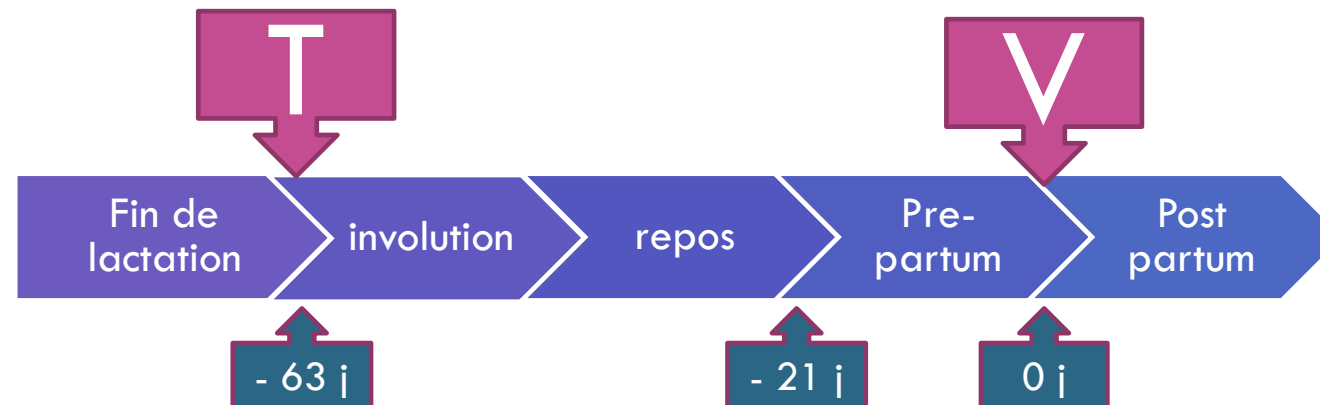 T
V
Fin de
lactation
involution
repos
Pre-
partum
Post
partum
- 63 j
- 21 j
0 j